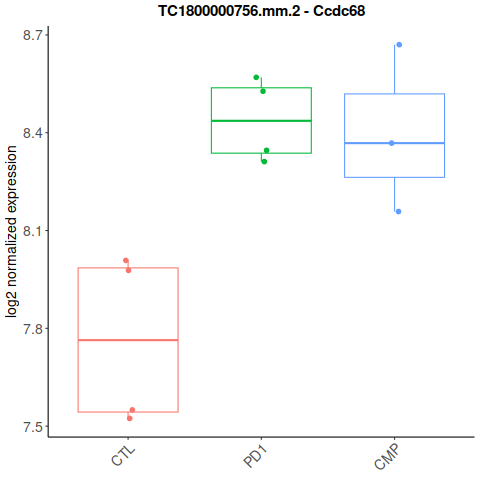 TC1800000756.mm.2 - Ccdc68
log2 normalized expression
8.7
8.4
8.1
7.8
7.5
CTL
PD1
CMP